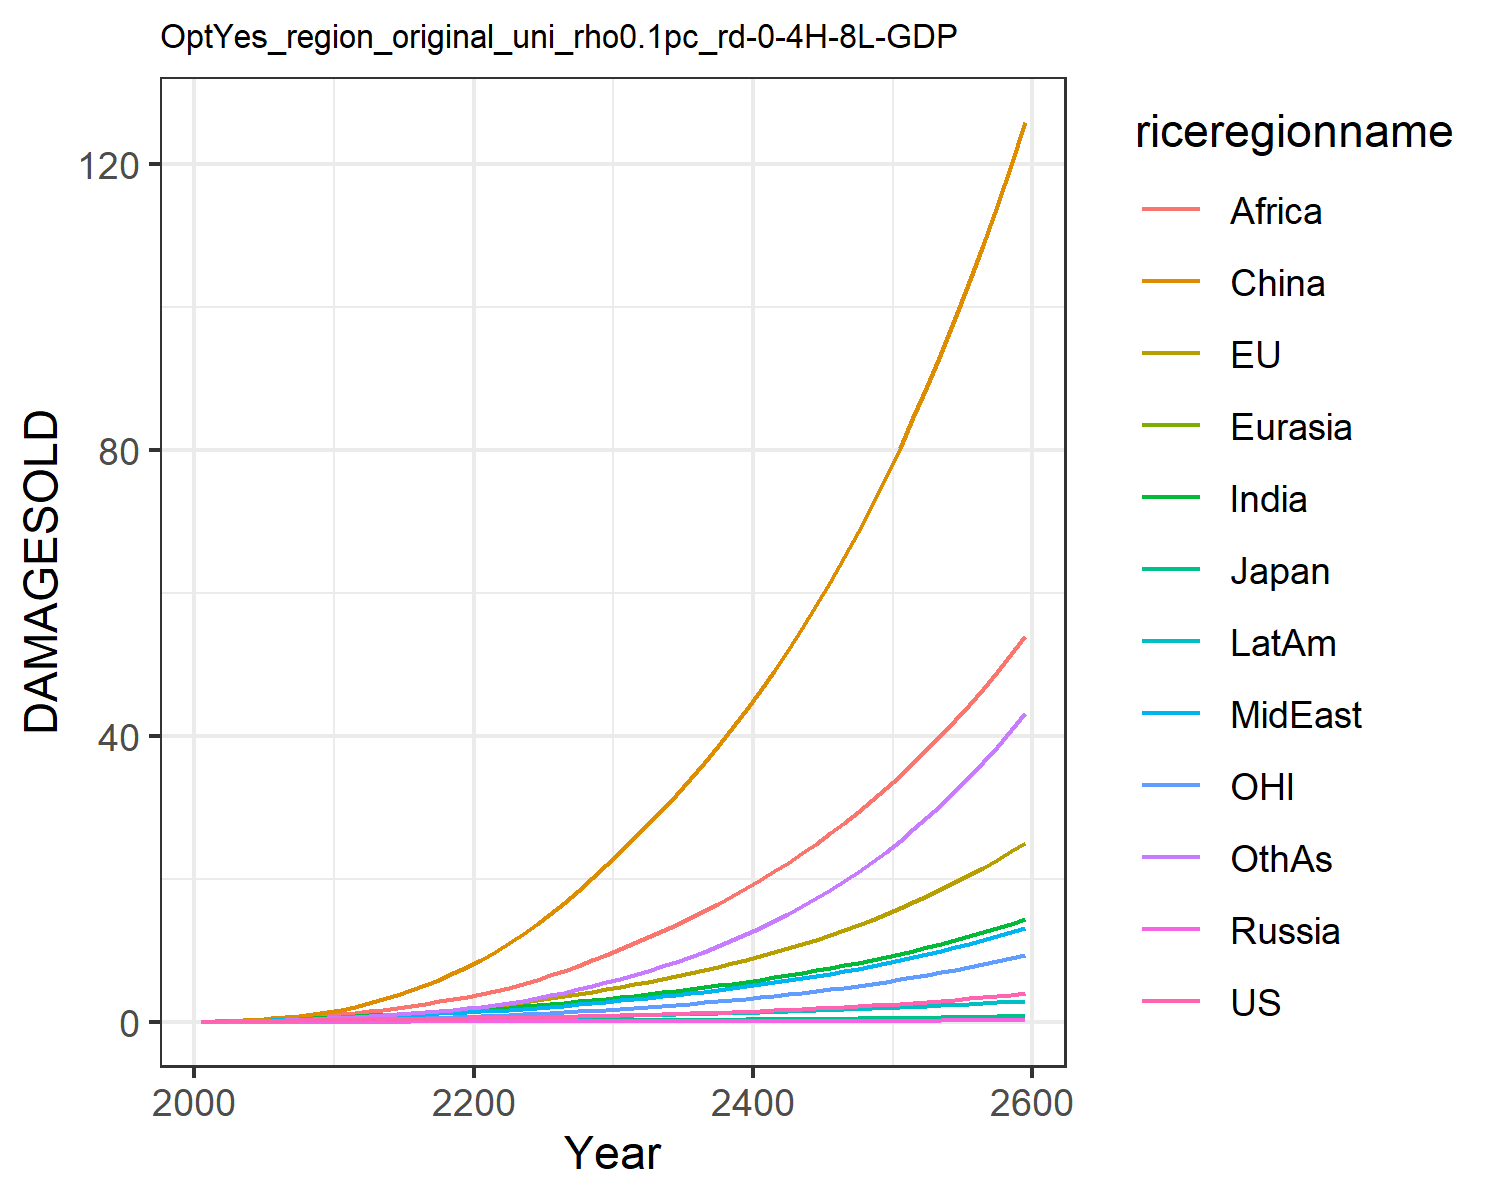 OptYes_region_original_uni_rho0.1pc_rd-0-4H-8L-GDP
DAMAGESOLD
120
80
40
0
2000 2200 2400 2600
Year
riceregionname
Africa
China
EU
Eurasia
India
Japan
LatAm
MidEast
OHI
OthAs
Russia
US